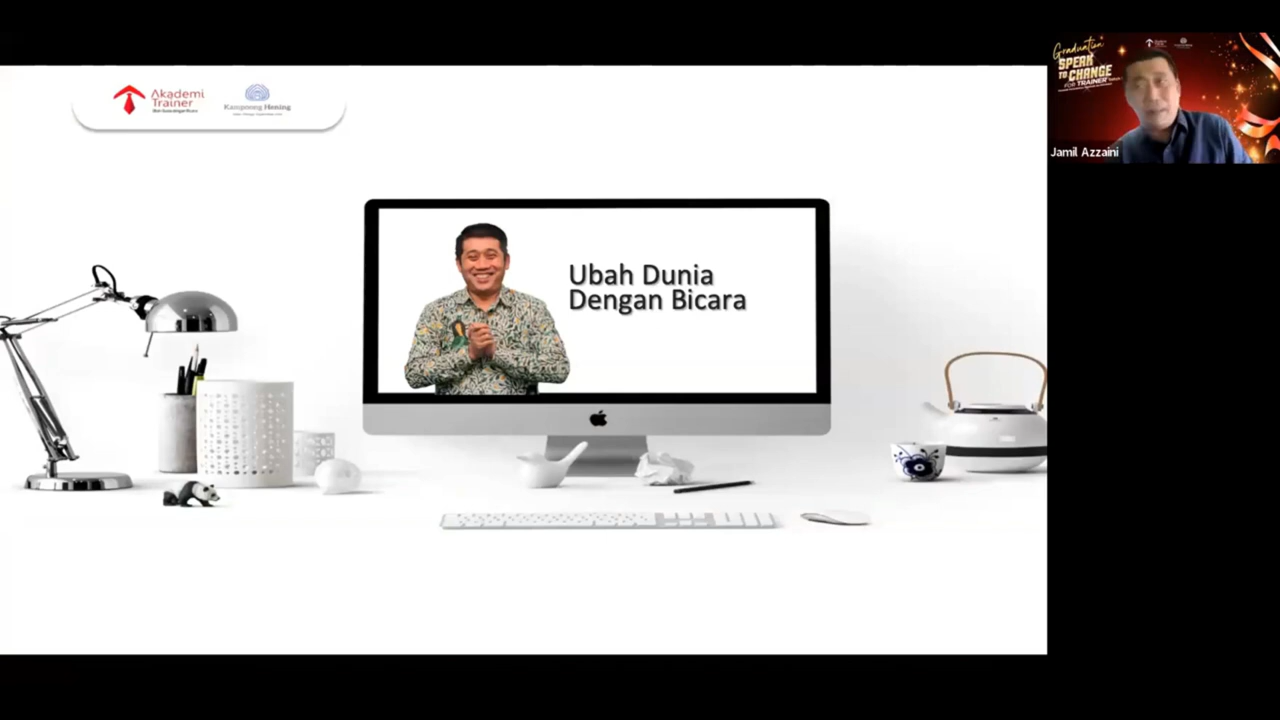 Akademi
Trainer
Kampoeng Hening
Ubah Dunia
Dengan Bicara
Graduation
SPEAK
TO CHANGE
FOR TRAINER
Jamil Azzaini